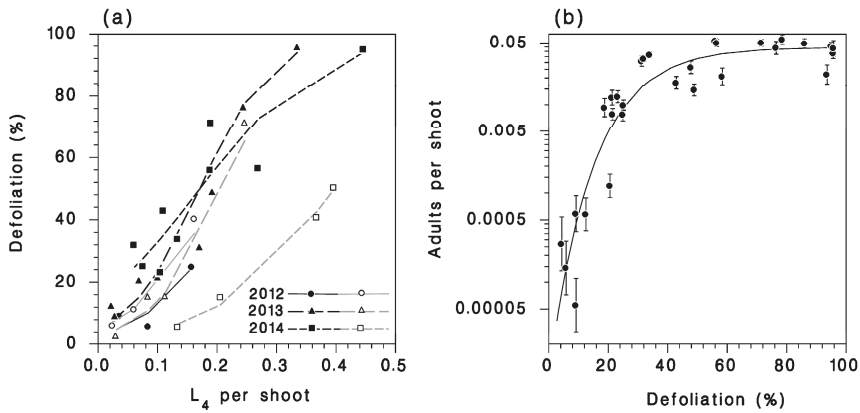 (a)
Defoliation (%)
100
80
60
40
20
0
2012
2013
2014
0.0 0.1 0.2 0.3 0.4 0.5
L4 per shoot
(b)
Adults per shoot
0.05
0.005
0.0005
0.00005
0 20 40 60 80 100
Defoliation (%)